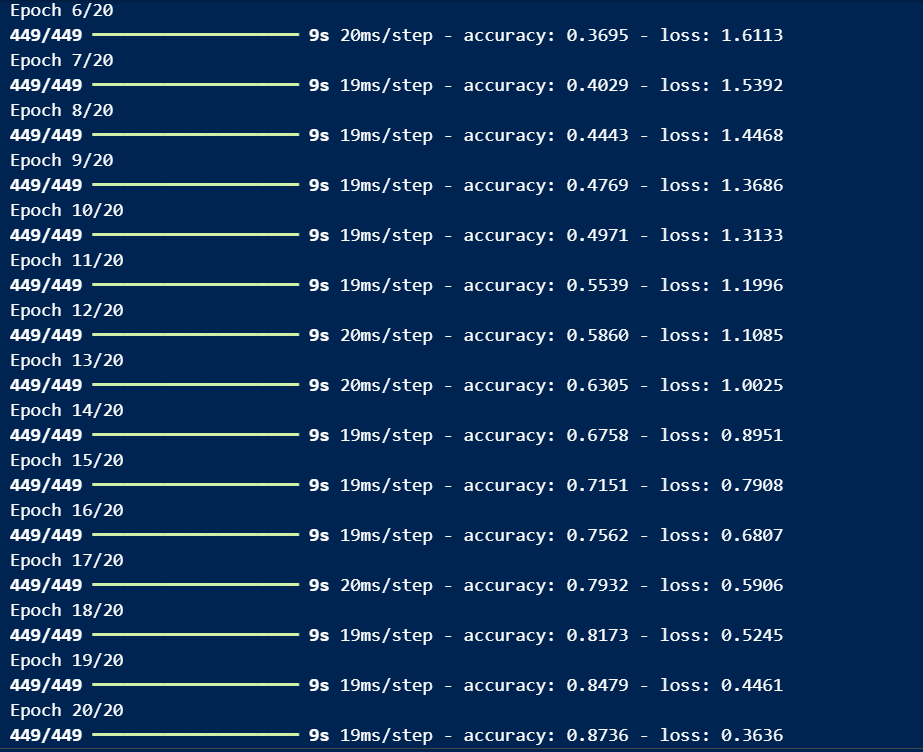 Epoch 6/20
449/449 ━━━━━━━━━━━━━━━━━━━━ 9s 20ms/step - accuracy: 0.3695 - loss: 1.6113
Epoch 7/20
449/449 ━━━━━━━━━━━━━━━━━━━━ 9s 19ms/step - accuracy: 0.4029 - loss: 1.5392
Epoch 8/20
449/449 ━━━━━━━━━━━━━━━━━━━━ 9s 19ms/step - accuracy: 0.4443 - loss: 1.4468
Epoch 9/20
449/449 ━━━━━━━━━━━━━━━━━━━━ 9s 19ms/step - accuracy: 0.4769 - loss: 1.3686
Epoch 10/20
449/449 ━━━━━━━━━━━━━━━━━━━━ 9s 19ms/step - accuracy: 0.4971 - loss: 1.3133
Epoch 11/20
449/449 ━━━━━━━━━━━━━━━━━━━━ 9s 19ms/step - accuracy: 0.5539 - loss: 1.1996
Epoch 12/20
449/449 ━━━━━━━━━━━━━━━━━━━━ 9s 20ms/step - accuracy: 0.5860 - loss: 1.1085
Epoch 13/20
449/449 ━━━━━━━━━━━━━━━━━━━━ 9s 20ms/step - accuracy: 0.6305 - loss: 1.0025
Epoch 14/20
449/449 ━━━━━━━━━━━━━━━━━━━━ 9s 19ms/step - accuracy: 0.6758 - loss: 0.8951
Epoch 15/20
449/449 ━━━━━━━━━━━━━━━━━━━━ 9s 19ms/step - accuracy: 0.7151 - loss: 0.7908
Epoch 16/20
449/449 ━━━━━━━━━━━━━━━━━━━━ 9s 19ms/step - accuracy: 0.7562 - loss: 0.6807
Epoch 17/20
449/449 ━━━━━━━━━━━━━━━━━━━━ 9s 20ms/step - accuracy: 0.7932 - loss: 0.5906
Epoch 18/20
449/449 ━━━━━━━━━━━━━━━━━━━━ 9s 19ms/step - accuracy: 0.8173 - loss: 0.5245
Epoch 19/20
449/449 ━━━━━━━━━━━━━━━━━━━━ 9s 19ms/step - accuracy: 0.8479 - loss: 0.4461
Epoch 20/20
449/449 ━━━━━━━━━━━━━━━━━━━━ 9s 19ms/step - accuracy: 0.8736 - loss: 0.3636